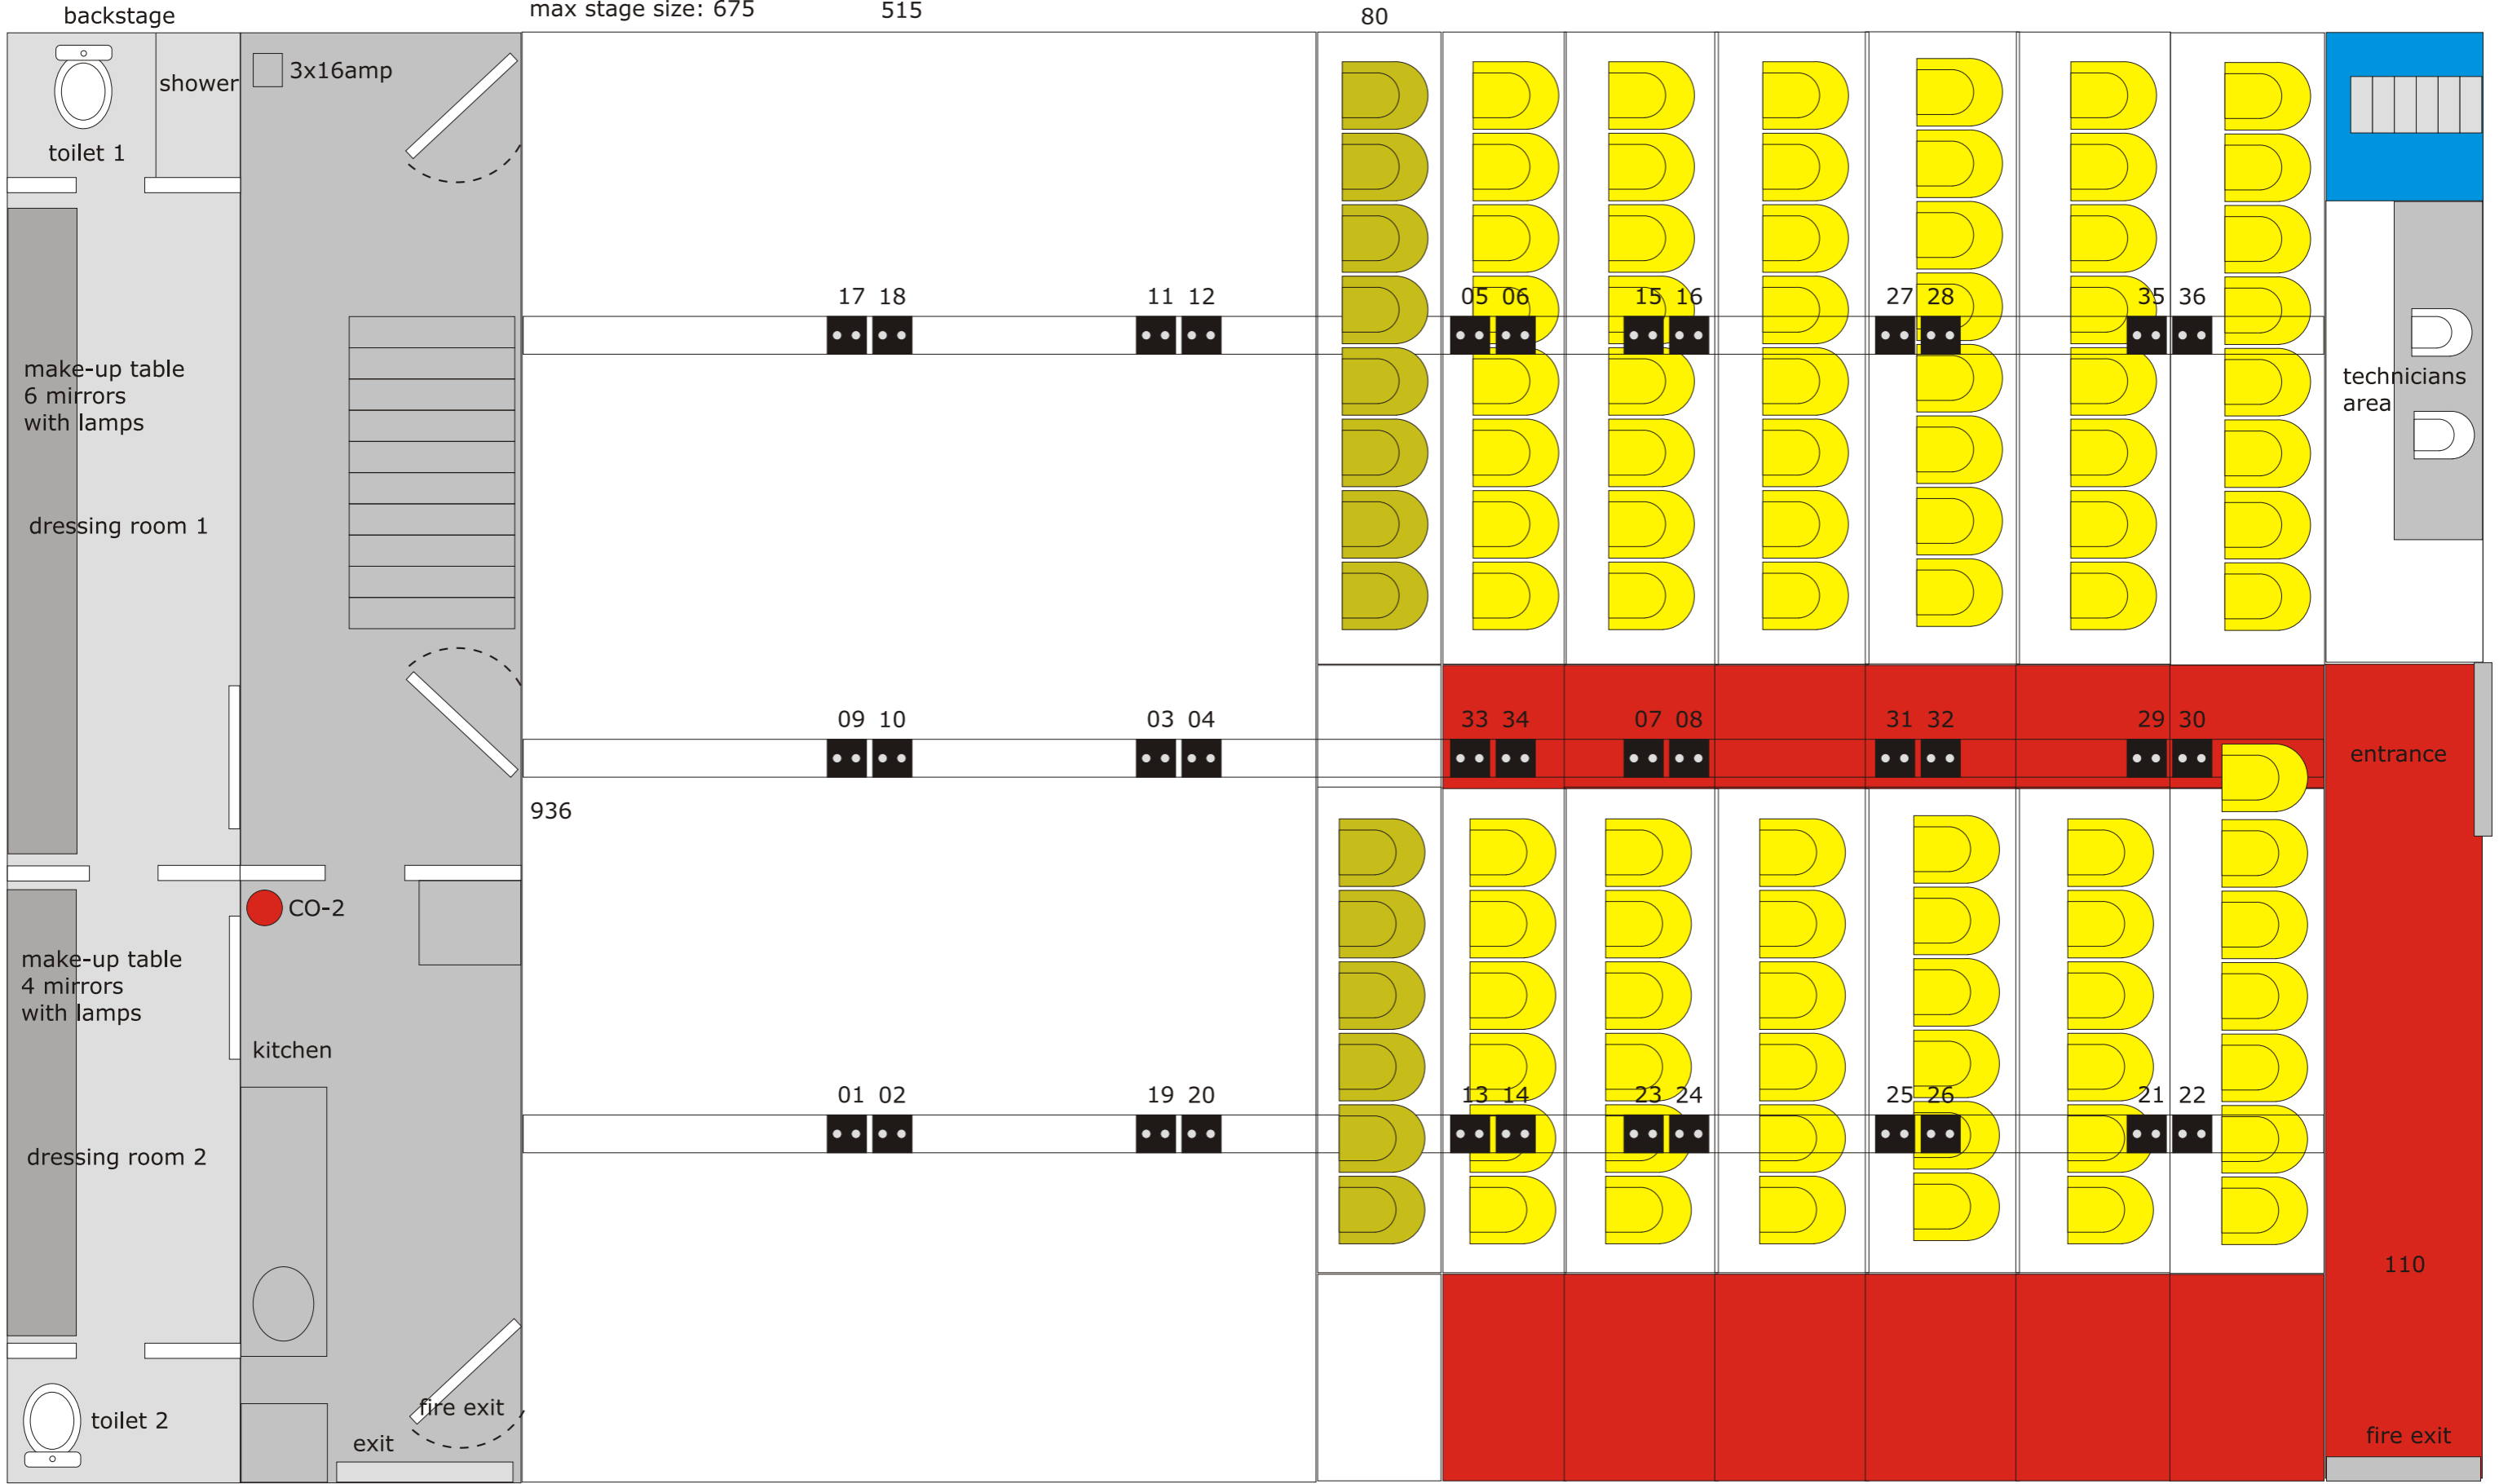 backstage
max stage size: 675
515
80
shower
3x16amp
toilet 1
17 18
11 12
05 06
15 16
27 28
35 36
make-up table
6 mirrors
with lamps
technicians
area
dressing room 1
09 10
03 04
33 34
07 08
31 32
29 30
entrance
936
CO-2
make-up table
4 mirrors
with lamps
kitchen
01 02
19 20
13 14
23 24
25 26
21 22
dressing room 2
110
fire exit
toilet 2
exit
fire exit